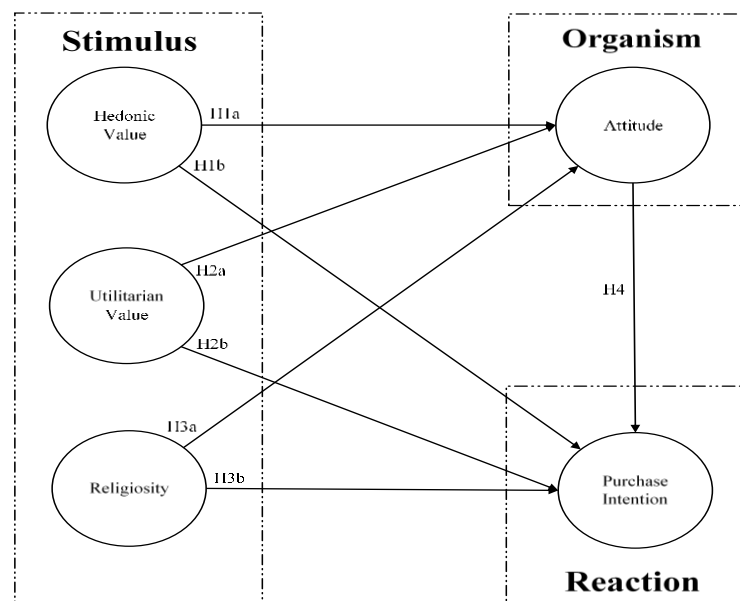 Stimulus
Organism
Hedonic
Value
H1a
H1b
Attitude
Utilitarian
Value
H2a
H2b
H4
H3a
Religiosity
H3b
Purchase
Intention
Reaction